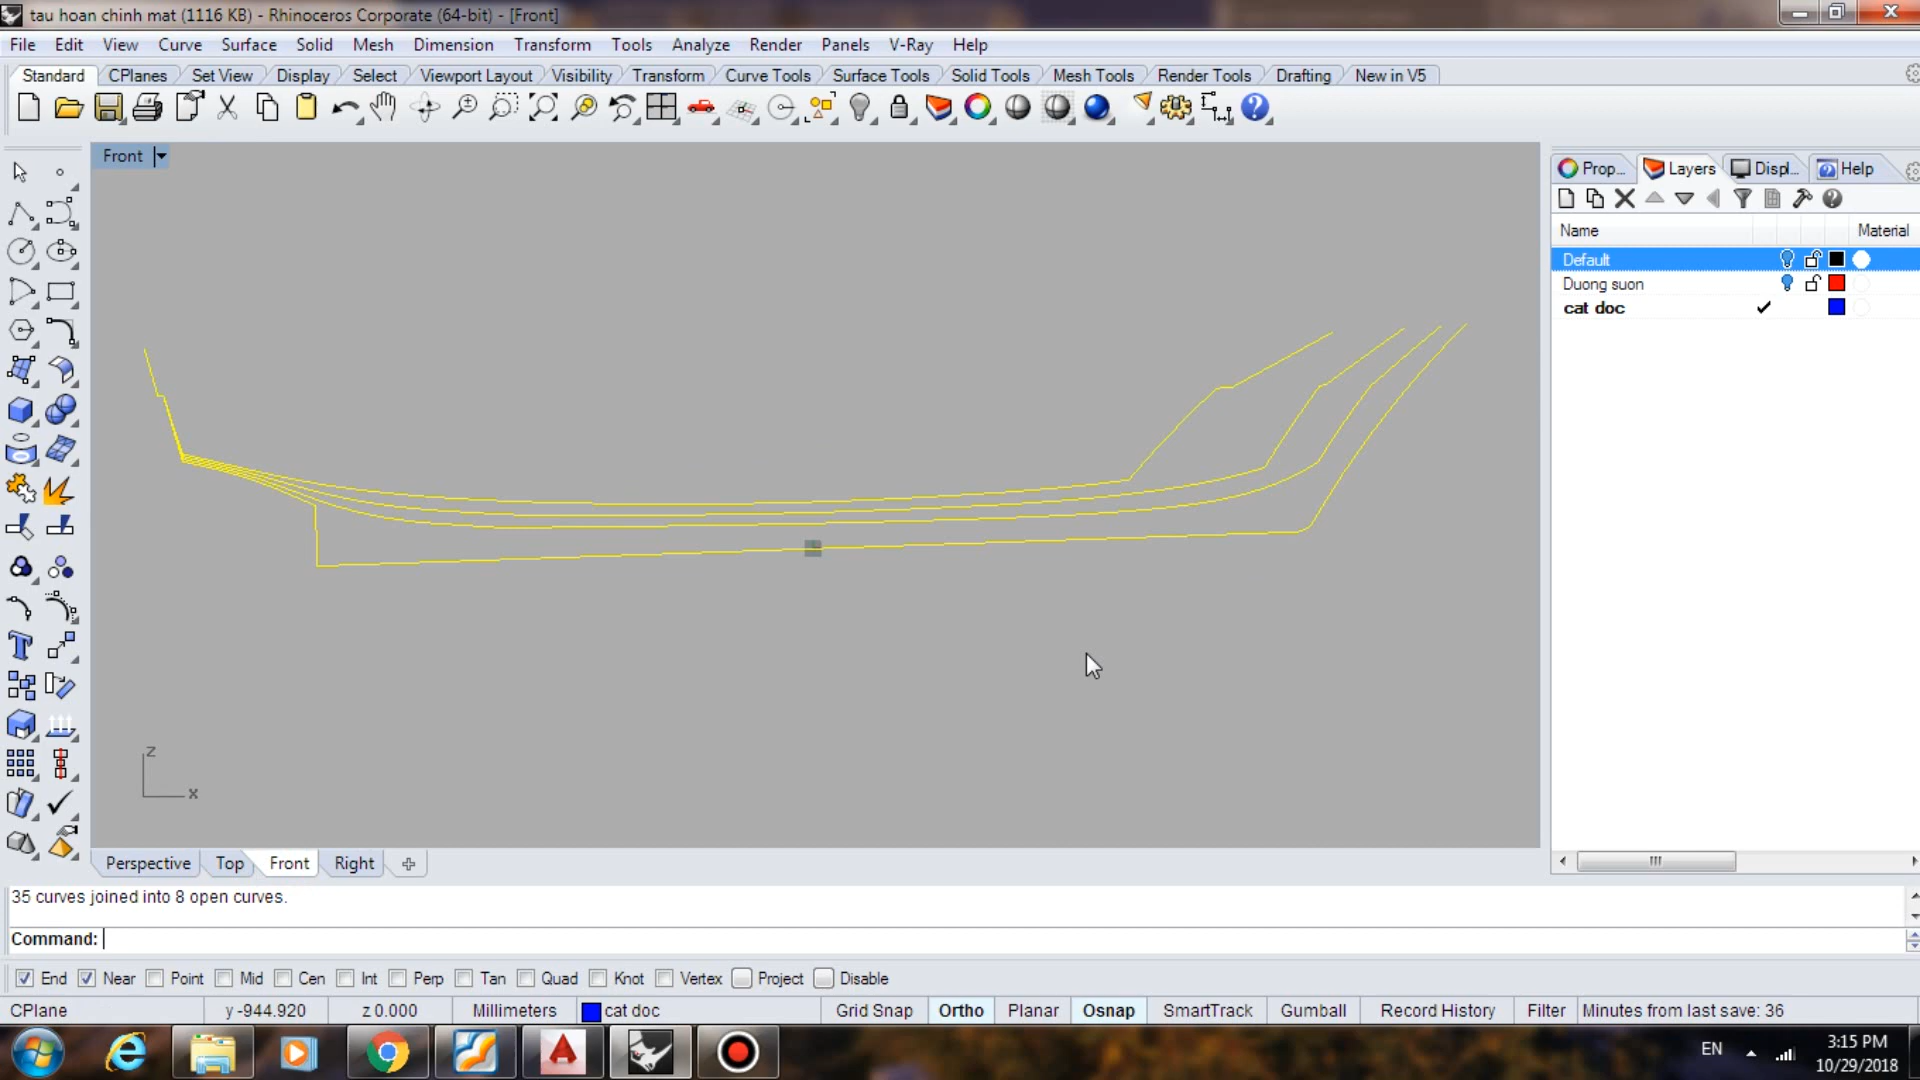 tau hoan chinh mat (1116 KB) - Rhinoceros Corporate (64-bit) - [Front]
File Edit View Curve Surface Solid Mesh Dimension Transform Tools Analyze Render Panels V-Ray Help
Standard CPlanes Set View Display Select Viewport Layout Visibility Transform Curve Tools Surface Tools Solid Tools Mesh Tools Render Tools Drafting New in V5
Front
Prop... Layers Displ... Help
Name Material
Default
Duong suon
cat doc
z
x
Perspective Top Front Right
35 curves joined into 8 open curves.
Command:
End Near Point Mid Cen Int Perp Tan Quad Knot Vertex Project Disable
CPlane y -944.920 z 0.000 Millimeters cat doc Grid Snap Ortho Planar Osnap SmartTrack Gumball Record History Filter Minutes from last save: 36
EN
3:15 PM
10/29/2018